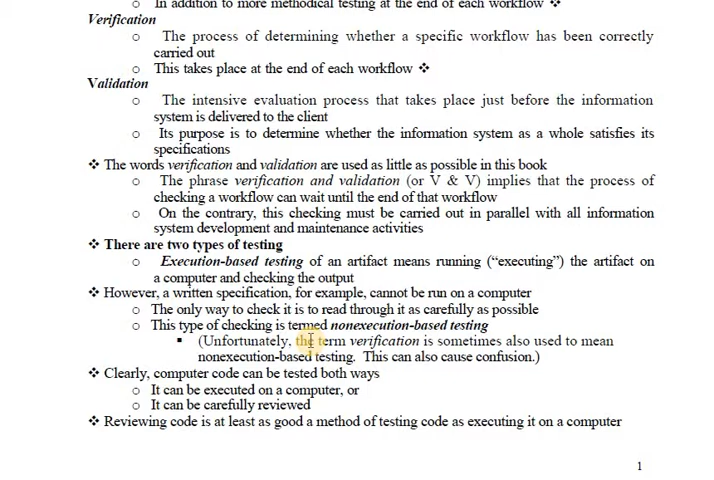 o In addition to more methodical testing at the end of each workflow ❖
Verification
o The process of determining whether a specific workflow has been correctly
carried out
o This takes place at the end of each workflow ❖
Validation
o The intensive evaluation process that takes place just before the information
system is delivered to the client
o Its purpose is to determine whether the information system as a whole satisfies its
specifications
❖ The words verification and validation are used as little as possible in this book
o The phrase verification and validation (or V & V) implies that the process of
checking a workflow can wait until the end of that workflow
o On the contrary, this checking must be carried out in parallel with all information
system development and maintenance activities
❖ There are two types of testing
o Execution-based testing of an artifact means running (“executing”) the artifact on
a computer and checking the output
❖ However, a written specification, for example, cannot be run on a computer
o The only way to check it is to read through it as carefully as possible
o This type of checking is termed nonexecution-based testing
▪ (Unfortunately, the term verification is sometimes also used to mean
nonexecution-based testing. This can also cause confusion.)
❖ Clearly, computer code can be tested both ways
o It can be executed on a computer, or
o It can be carefully reviewed
❖ Reviewing code is at least as good a method of testing code as executing it on a computer
1